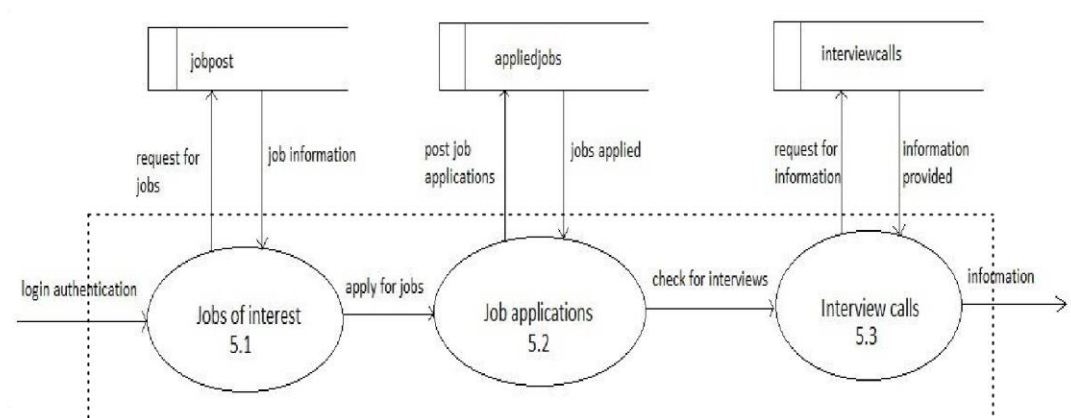 jobpost
appliedjobs
interviewcalls
request for
jobs
job information
post job
applications
jobs applied
request for
information
information
provided
login authentication
Jobs of interest
5.1
apply for jobs
Job applications
5.2
check for interviews
Interview calls
5.3
information